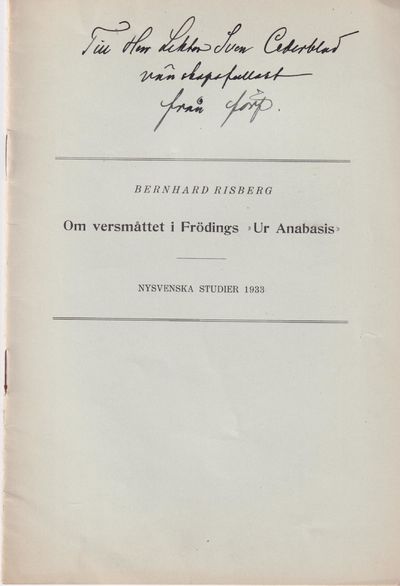 Till Herr Lektor Sven Cederblad
vänskapsfullast
från förf.
BERNHARD RISBERG
Om versmåttet i Frödings »Ur Anabasis»
NYSVENSKA STUDIER 1933